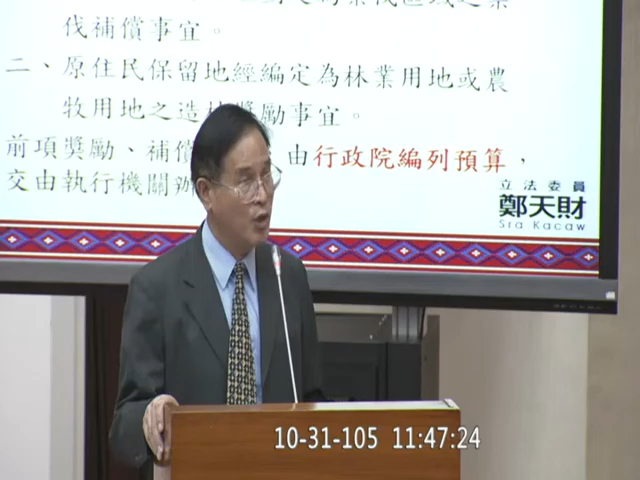 伐補償事宜。
二、原住民保留地經編定為林業用地或農
牧用地之造林獎勵事宜。
前項獎勵、補償 由行政院編列預算，
交由執行機關辦
立法委員
鄭天財
Sra Kacaw
10-31-105 11:47:24